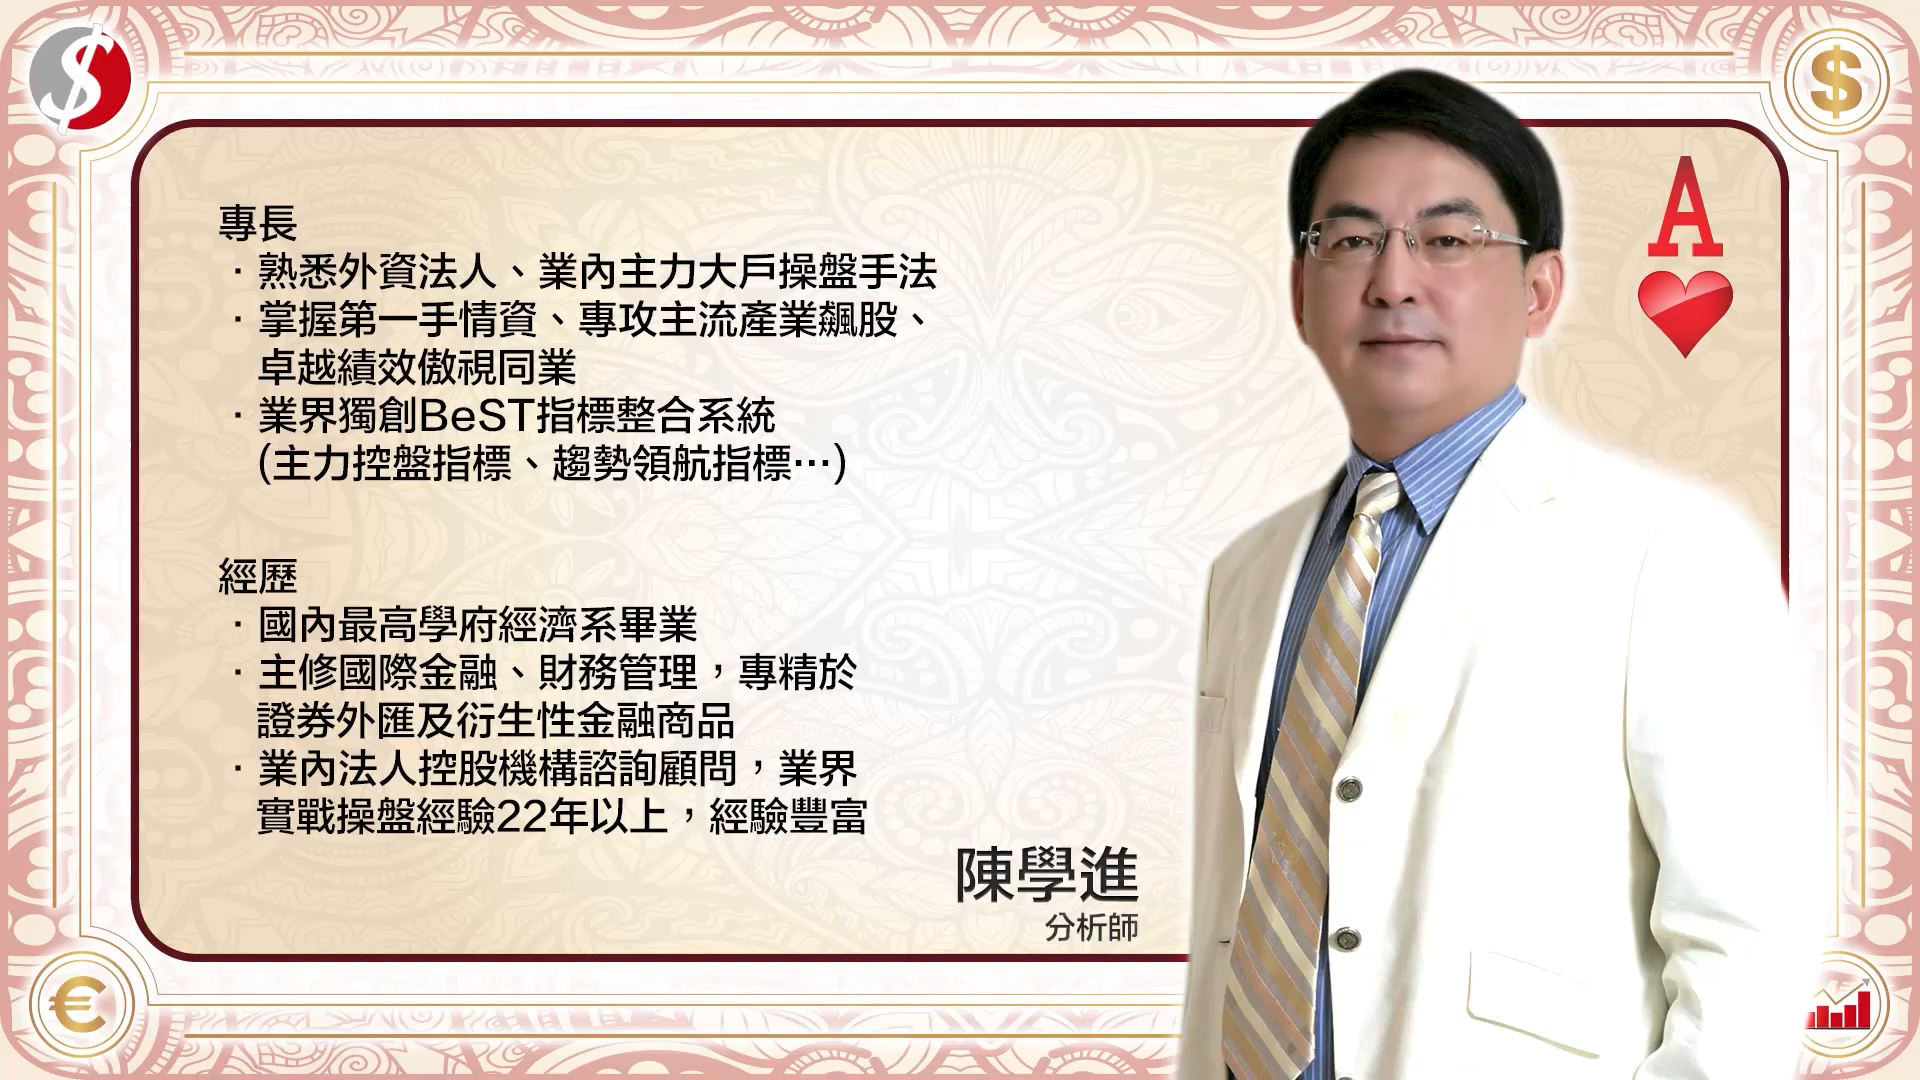 專長
·熟悉外資法人、業內主力大戶操盤手法
·掌握第一手情資、專攻主流產業飆股、
卓越績效傲視同業
·業界獨創BeST指標整合系統
(主力控盤指標、趨勢領航指標…)
經歷
·國內最高學府經濟系畢業
·主修國際金融、財務管理，專精於
證券外匯及衍生性金融商品
·業內法人控股機構諮詢顧問，業界
實戰操盤經驗22年以上，經驗豐富
陳學進
分析師
A
$
$
€